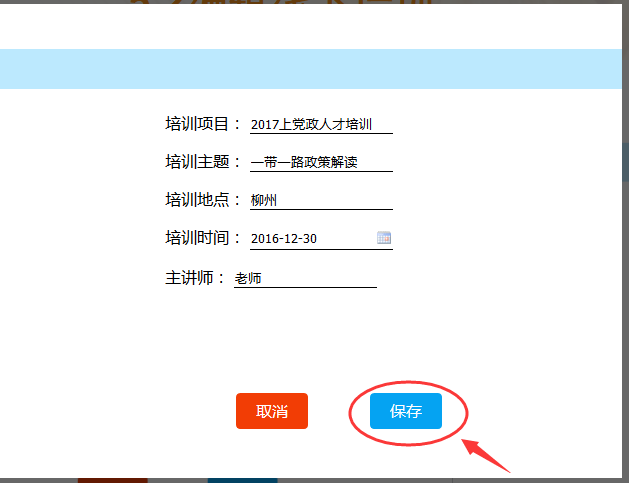 培训项目： 2017上党政人才培训
培训主题： 一带一路政策解读
培训地点： 柳州
培训时间： 2016-12-30
主讲师： 老师
取消 保存